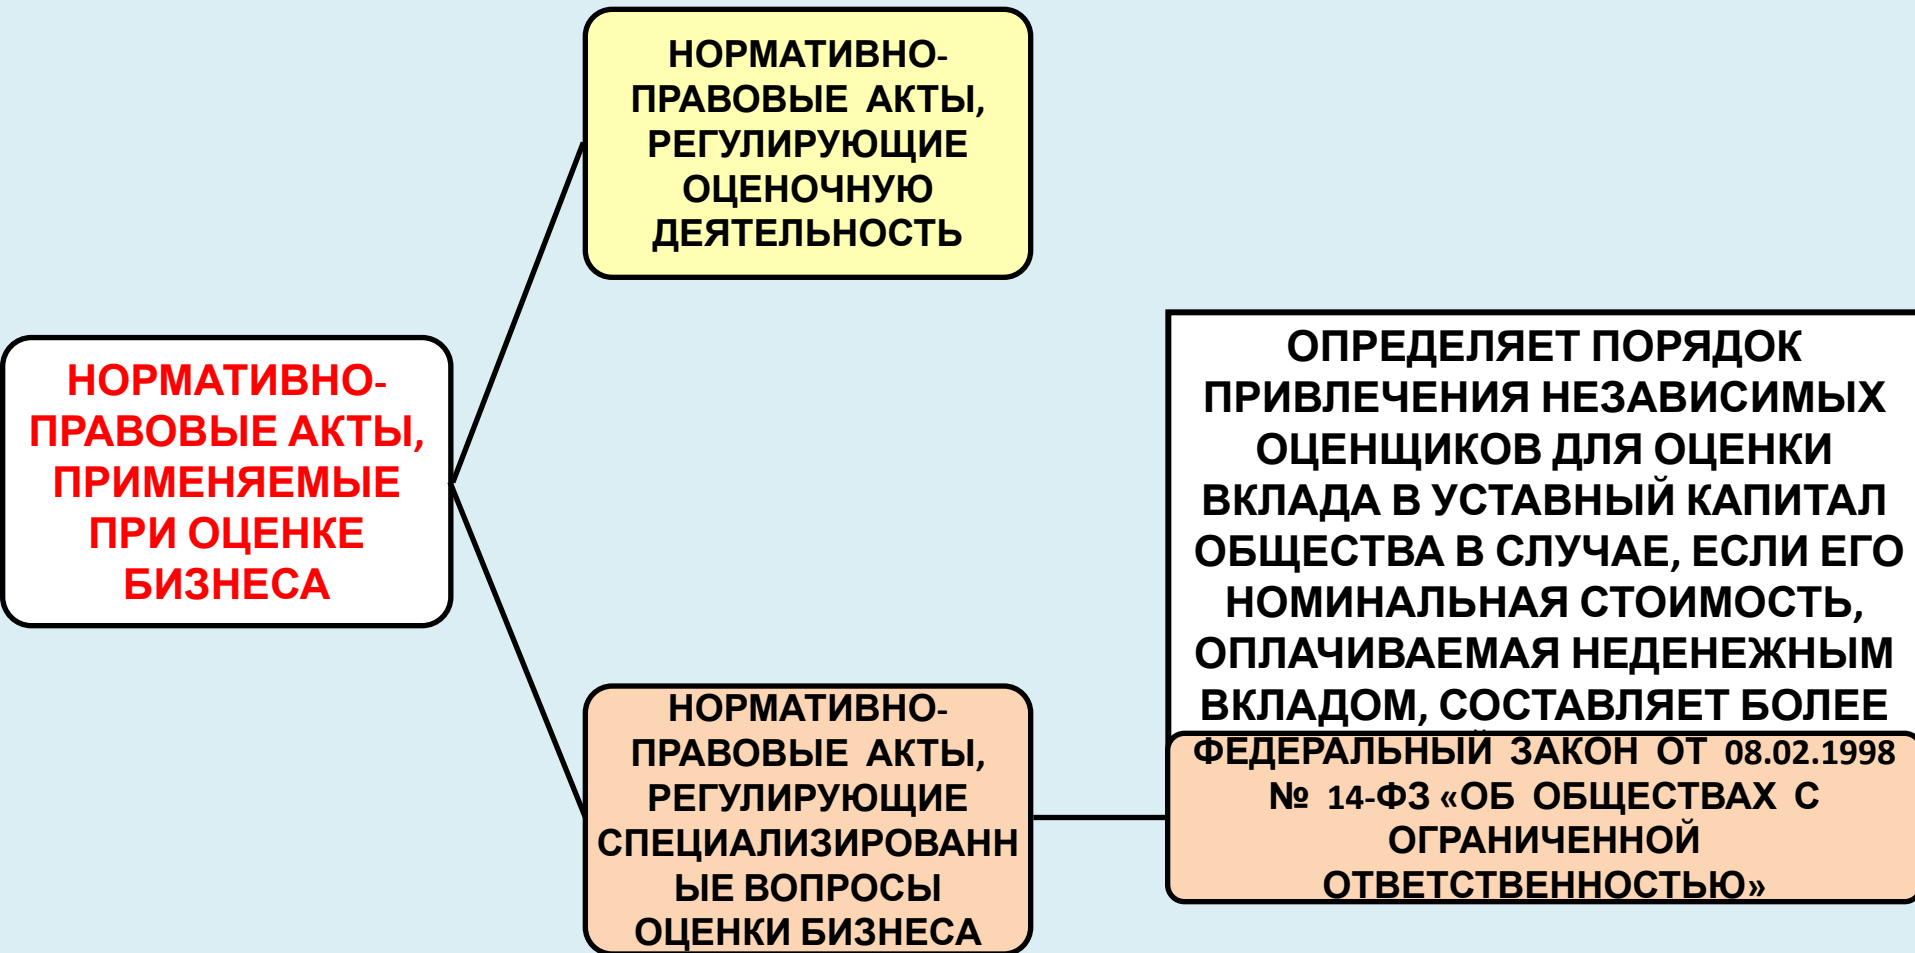 НОРМАТИВНО-
ПРАВОВЫЕ АКТЫ,
ПРИМЕНЯЕМЫЕ
ПРИ ОЦЕНКЕ
БИЗНЕСА
НОРМАТИВНО-
ПРАВОВЫЕ АКТЫ,
РЕГУЛИРУЮЩИЕ
ОЦЕНОЧНУЮ
ДЕЯТЕЛЬНОСТЬ
НОРМАТИВНО-
ПРАВОВЫЕ АКТЫ,
РЕГУЛИРУЮЩИЕ
СПЕЦИАЛИЗИРОВАНН
ЫЕ ВОПРОСЫ
ОЦЕНКИ БИЗНЕСА
ОПРЕДЕЛЯЕТ ПОРЯДОК
ПРИВЛЕЧЕНИЯ НЕЗАВИСИМЫХ
ОЦЕНЩИКОВ ДЛЯ ОЦЕНКИ
ВКЛАДА В УСТАВНЫЙ КАПИТАЛ
ОБЩЕСТВА В СЛУЧАЕ, ЕСЛИ ЕГО
НОМИНАЛЬНАЯ СТОИМОСТЬ,
ОПЛАЧИВАЕМАЯ НЕДЕНЕЖНЫМ
ВКЛАДОМ, СОСТАВЛЯЕТ БОЛЕЕ
ФЕДЕРАЛЬНЫЙ ЗАКОН ОТ 08.02.1998
№ 14-ФЗ «ОБ ОБЩЕСТВАХ С
ОГРАНИЧЕННОЙ
ОТВЕТСТВЕННОСТЬЮ»